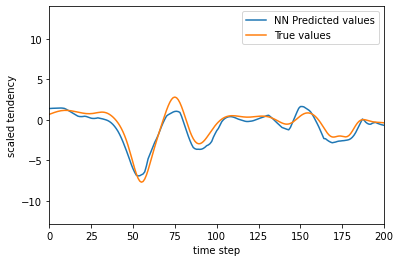 NN Predicted values
True values
scaled tendency
10
5
0
−5
−10
0 25 50 75 100 125 150 175 200
time step